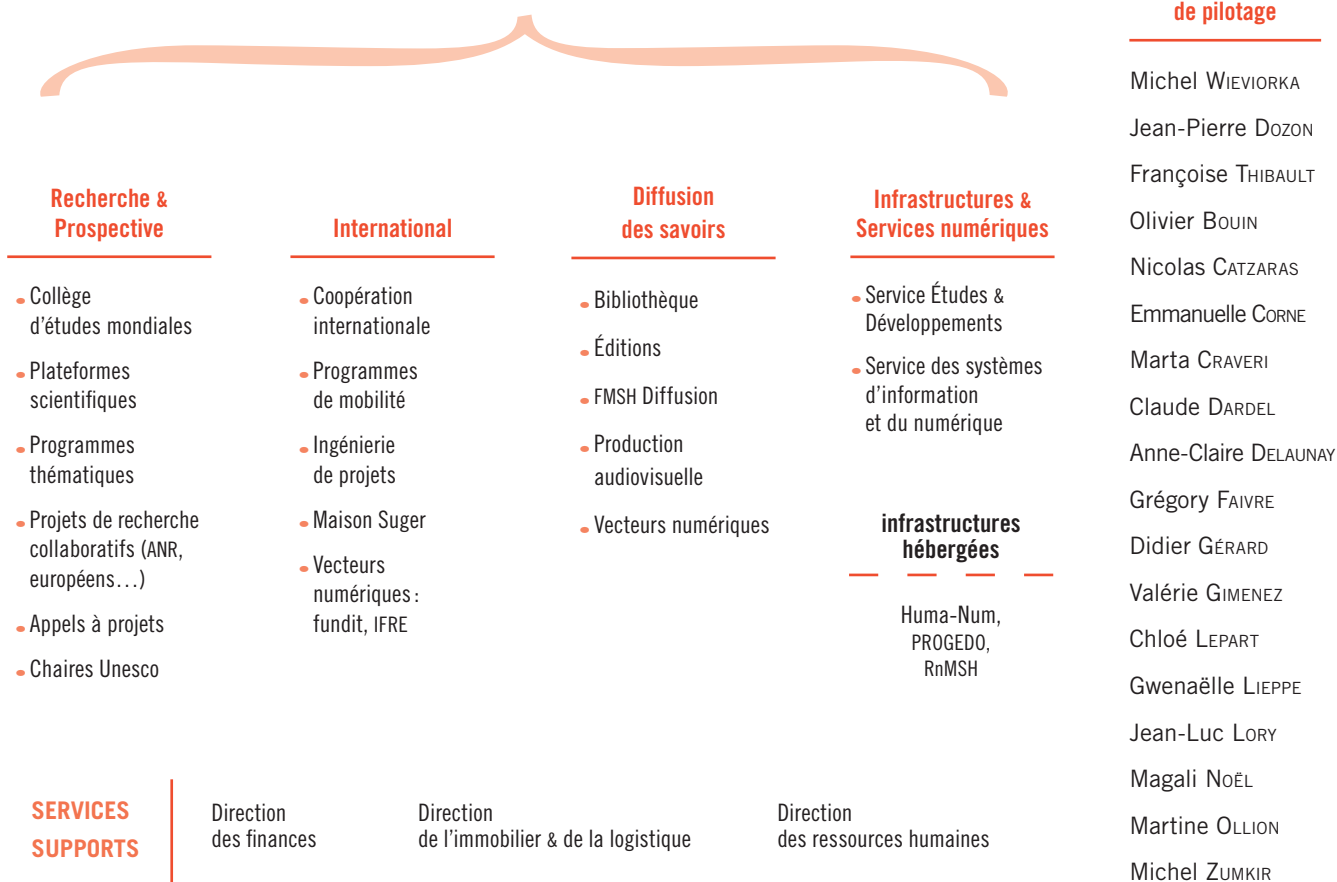 Recherche &
Prospective
• Collège
d'études mondiales
• Plateformes
scientifiques
• Programmes
thématiques
• Projets de recherche
collaboratifs (ANR,
européens…)
• Appels à projets
• Chaires Unesco
International
• Coopération
internationale
• Programmes
de mobilité
• Ingénierie
de projets
• Maison Suger
• Vecteurs
numériques :
fundit, IFRE
Diffusion
des savoirs
• Bibliothèque
• Éditions
• FMSH Diffusion
• Production
audiovisuelle
• Vecteurs numériques
Infrastructures &
Services numériques
• Service Études &
Développements
• Service des systèmes
d'information
et du numérique
infrastructures
hébergées
Huma-Num,
PROGEDO,
RnMSH
SERVICES
SUPPORTS
Direction
des finances
Direction
de l'immobilier & de la logistique
Direction
des ressources humaines
de pilotage
Michel WIEVIORKA
Jean-Pierre DOZON
Françoise THIBAULT
Olivier BOUIN
Nicolas CATZARAS
Emmanuelle CORNE
Marta CRAVERI
Claude DARDEL
Anne-Claire DELAUNAY
Grégory FAIVRE
Didier GÉRARD
Valérie GIMENEZ
Chloé LEPART
Gwenaëlle LIEPPE
Jean-Luc LORY
Magali NOËL
Martine OLLION
Michel ZUMKIR